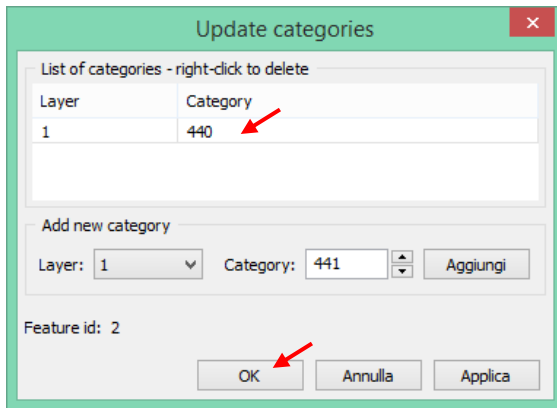 Update categories
List of categories - right-click to delete
Layer Category
1 440
Add new category
Layer: 1 Category: 441 Aggiungi
Feature id: 2
OK Annulla Applica